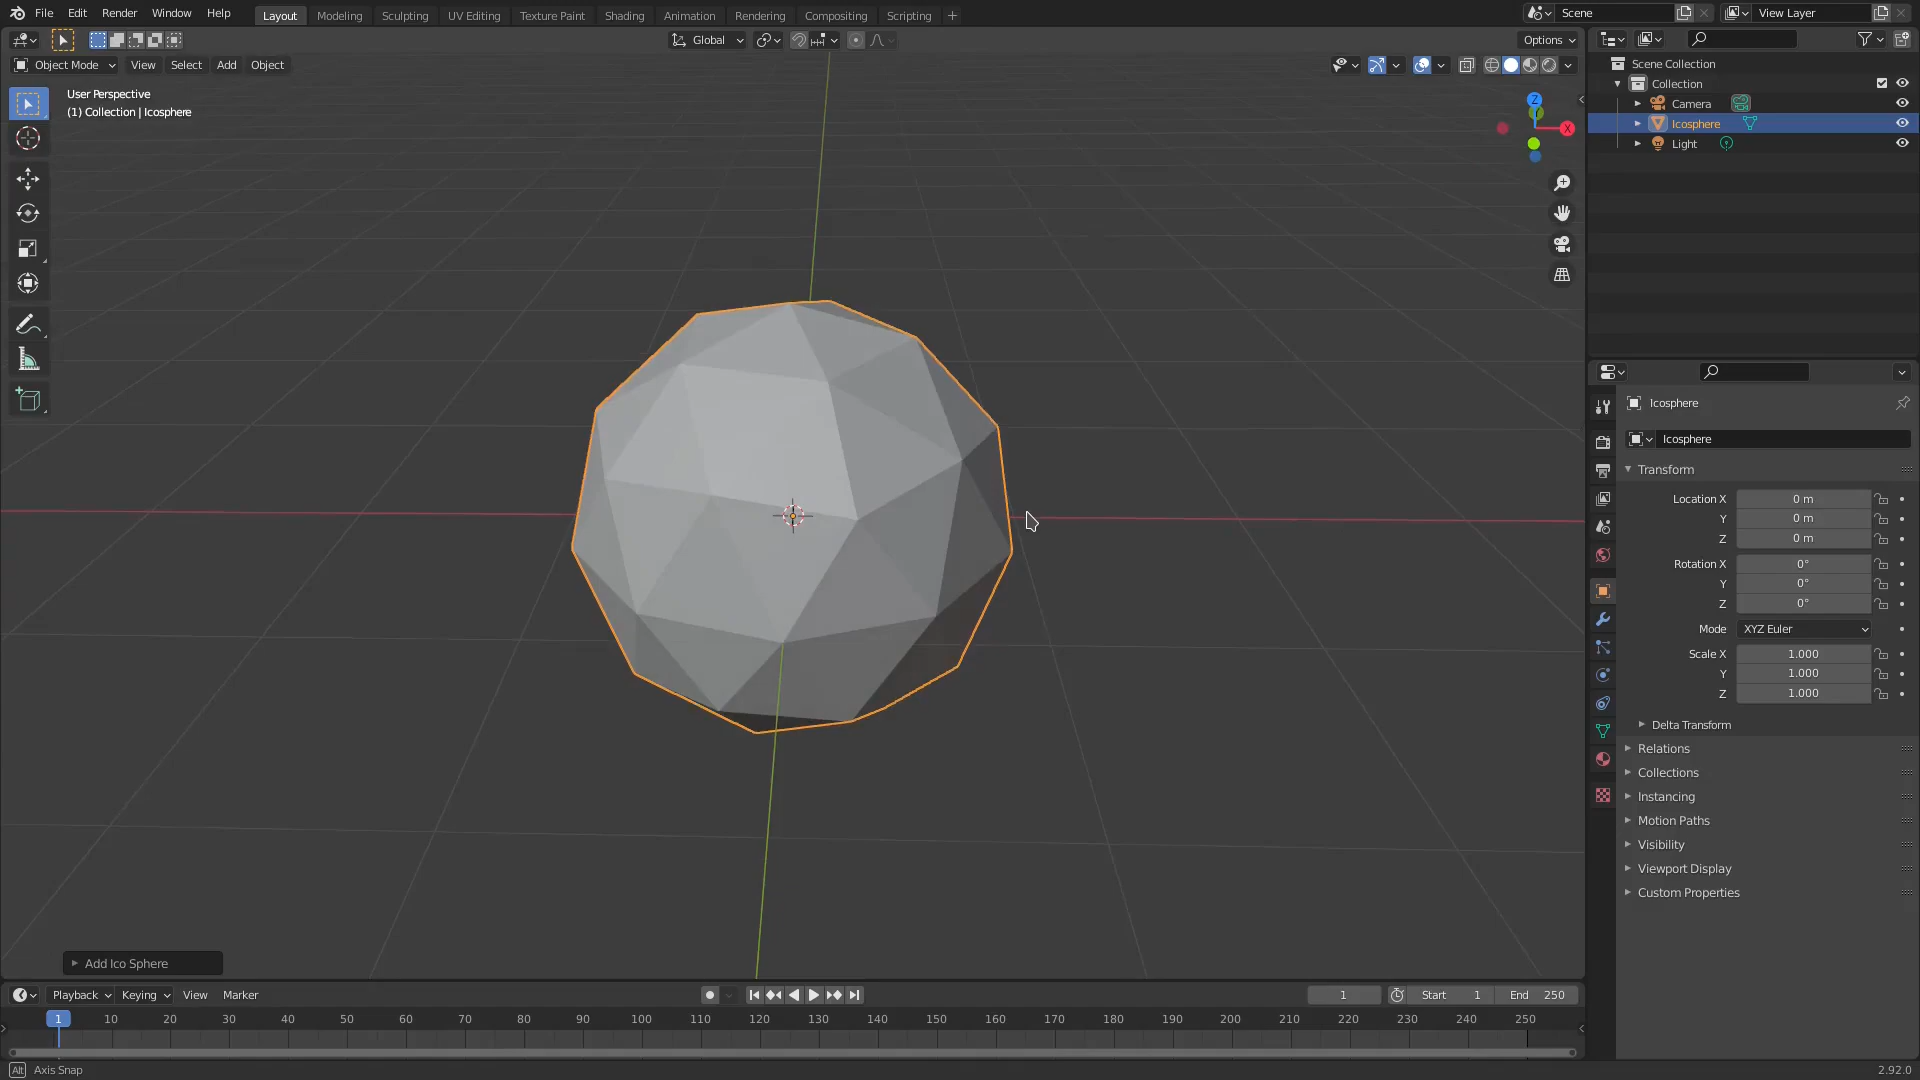 File Edit Render Window Help Layout Modeling Sculpting UV Editing Texture Paint Shading Animation Rendering Compositing Scripting + Scene View Layer
Global Options
Object Mode View Select Add Object
User Perspective
(1) Collection | Icosphere
Z
Y
X
Scene Collection
Collection
Camera
Icosphere
Light
Icosphere
Icosphere
Transform
Location X 0 m
Y 0 m
Z 0 m
Rotation X 0°
Y 0°
Z 0°
Mode XYZ Euler
Scale X 1.000
Y 1.000
Z 1.000
Delta Transform
Relations
Collections
Instancing
Motion Paths
Visibility
Viewport Display
Custom Properties
Add Ico Sphere
Playback Keying View Marker 1 Start 1 End 250
1 10 20 30 40 50 60 70 80 90 100 110 120 130 140 150 160 170 180 190 200 210 220 230 240 250
Alt Axis Snap 2.92.0